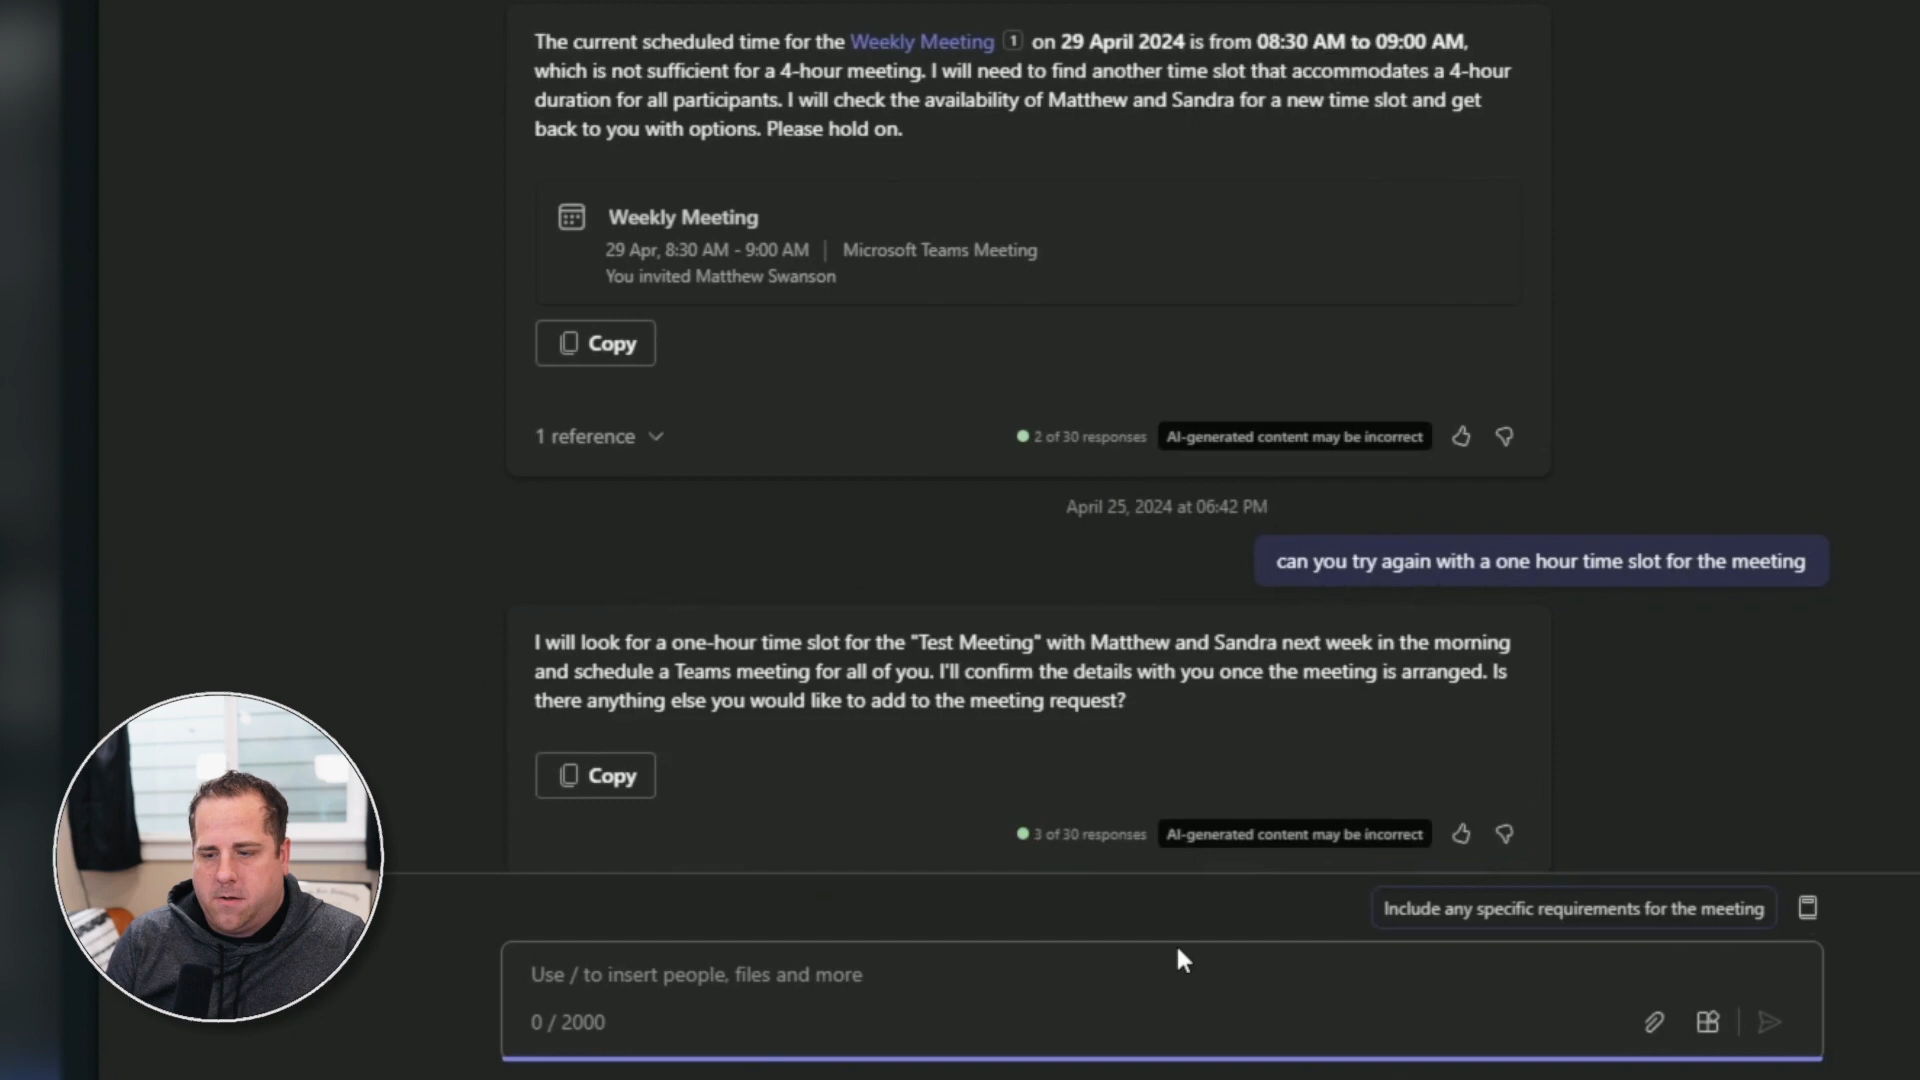 The current scheduled time for the Weekly Meeting 1 on 29 April 2024 is from 08:30 AM to 09:00 AM,
which is not sufficient for a 4-hour meeting. I will need to find another time slot that accommodates a 4-hour
duration for all participants. I will check the availability of Matthew and Sandra for a new time slot and get
back to you with options. Please hold on.
Weekly Meeting
29 Apr, 8:30 AM - 9:00 AM | Microsoft Teams Meeting
You invited Matthew Swanson
Copy
1 reference
2 of 30 responses
AI-generated content may be incorrect
April 25, 2024 at 06:42 PM
can you try again with a one hour time slot for the meeting
I will look for a one-hour time slot for the "Test Meeting" with Matthew and Sandra next week in the morning
and schedule a Teams meeting for all of you. I'll confirm the details with you once the meeting is arranged. Is
there anything else you would like to add to the meeting request?
Copy
3 of 30 responses
AI-generated content may be incorrect
Include any specific requirements for the meeting
Use / to insert people, files and more
0 / 2000